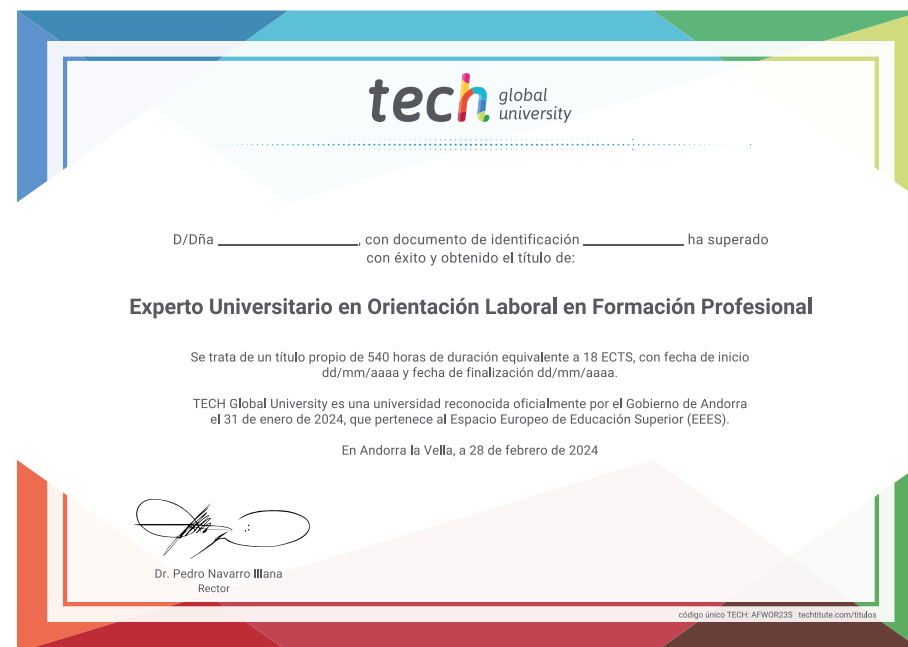 tech global university
D/Dña ____________________, con documento de identificación ______________ ha superado
con éxito y obtenido el título de:
Experto Universitario en Orientación Laboral en Formación Profesional
Se trata de un título propio de 540 horas de duración equivalente a 18 ECTS, con fecha de inicio
dd/mm/aaaa y fecha de finalización dd/mm/aaaa.
TECH Global University es una universidad reconocida oficialmente por el Gobierno de Andorra
el 31 de enero de 2024, que pertenece al Espacio Europeo de Educación Superior (EEES).
En Andorra la Vella, a 28 de febrero de 2024
Dr. Pedro Navarro Illana
Rector
código único TECH: AFWOR23S techtitute.com/titulos